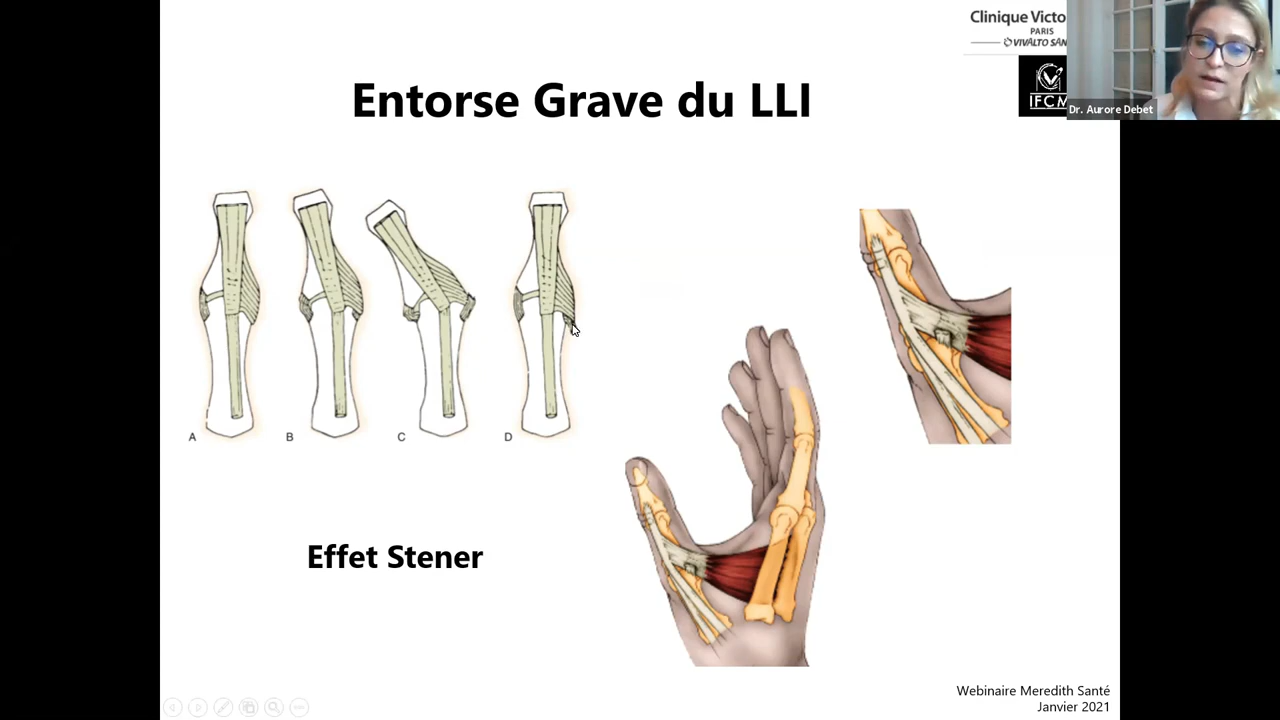 Clinique Victo
PARIS
VIVALTO SAN
IFCM
Dr. Aurore Debet
Entorse Grave du LLI
A
B
C
D
Effet Stener
Webinaire Meredith Santé
Janvier 2021